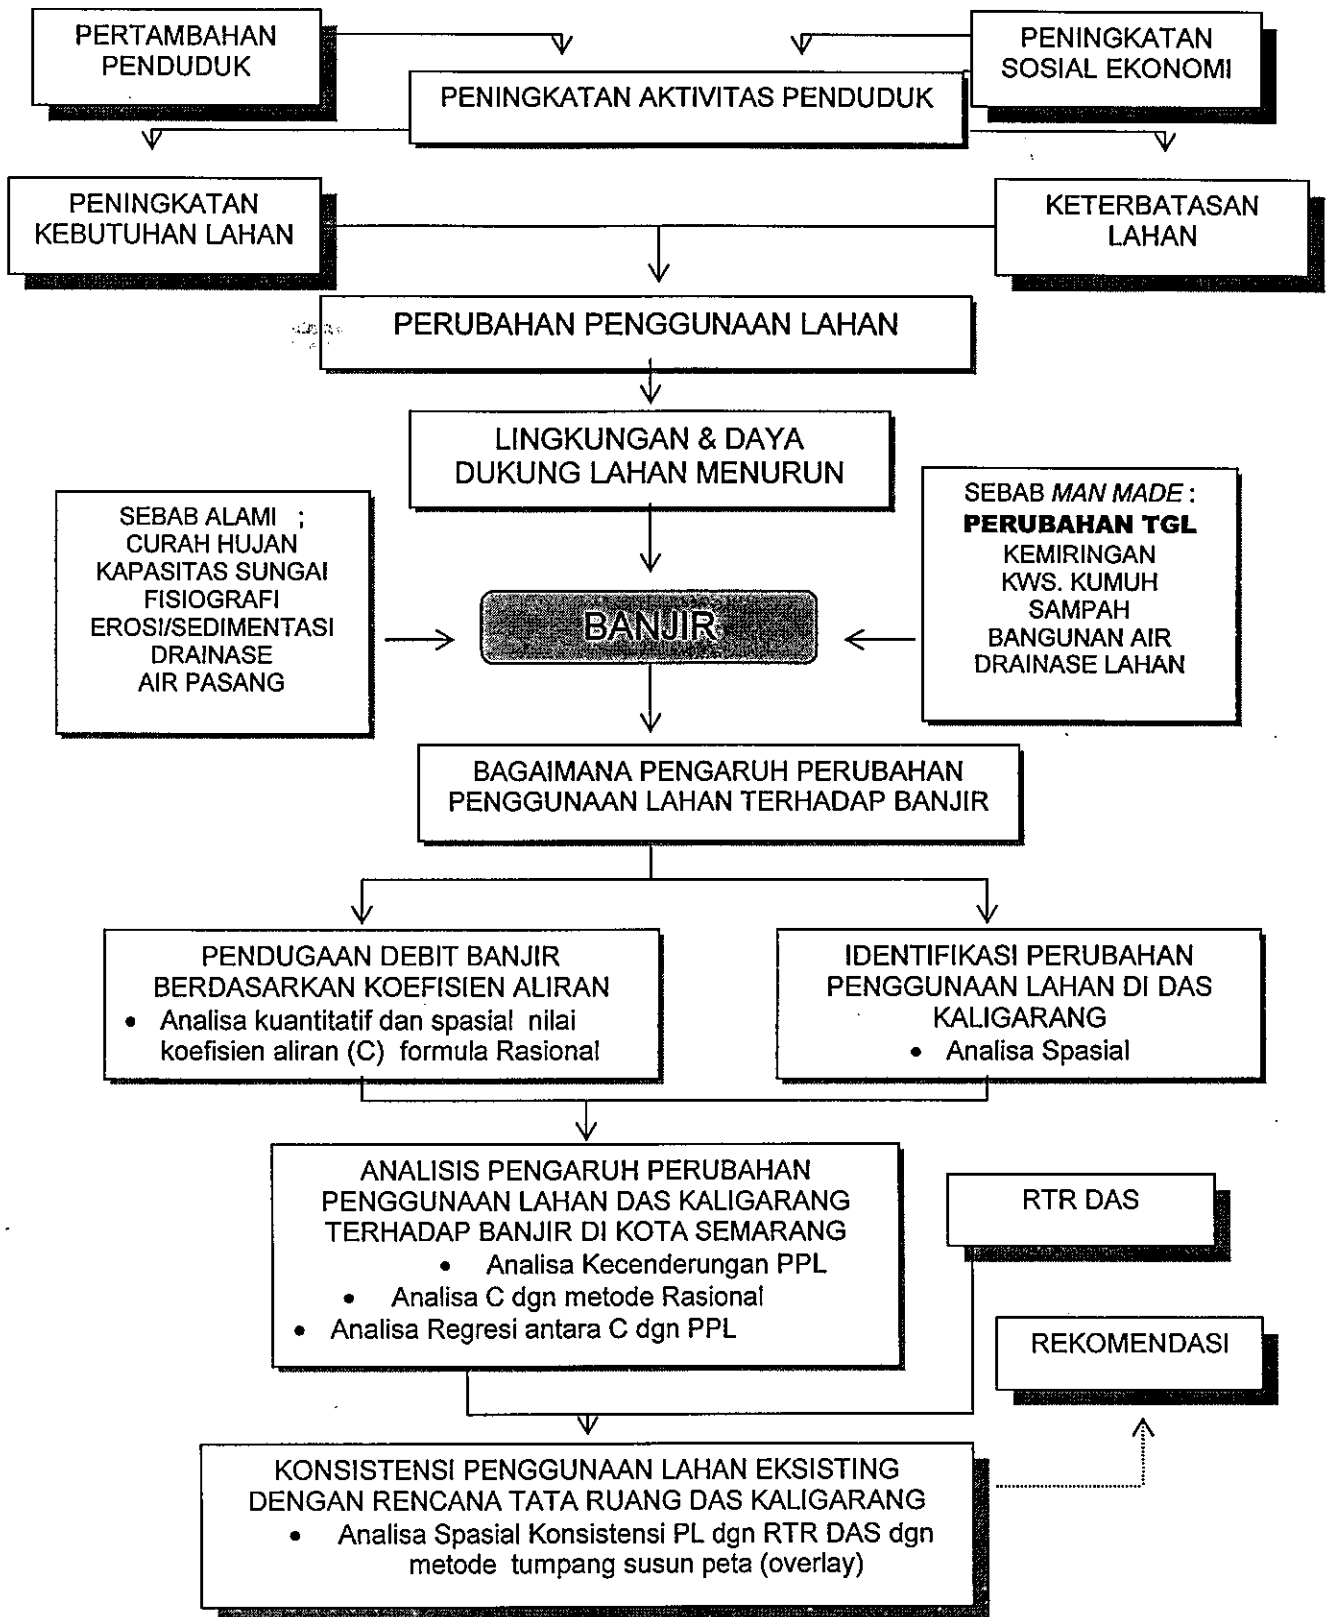 PERTAMBAHAN
PENDUDUK
PENINGKATAN
SOSIAL EKONOMI
PENINGKATAN AKTIVITAS PENDUDUK
PENINGKATAN
KEBUTUHAN LAHAN
KETERBATASAN
LAHAN
PERUBAHAN PENGGUNAAN LAHAN
LINGKUNGAN & DAYA
DUKUNG LAHAN MENURUN
SEBAB ALAMI ;
CURAH HUJAN
KAPASITAS SUNGAI
FISIOGRAFI
EROSI/SEDIMENTASI
DRAINASE
AIR PASANG
BANJIR
SEBAB MAN MADE :
PERUBAHAN TGL
KEMIRINGAN
KWS. KUMUH
SAMPAH
BANGUNAN AIR
DRAINASE LAHAN
BAGAIMANA PENGARUH PERUBAHAN
PENGGUNAAN LAHAN TERHADAP BANJIR
PENDUGAAN DEBIT BANJIR
BERDASARKAN KOEFISIEN ALIRAN
• Analisa kuantitatif dan spasial nilai
koefisien aliran (C) formula Rasional
IDENTIFIKASI PERUBAHAN
PENGGUNAAN LAHAN DI DAS
KALIGARANG
• Analisa Spasial
ANALISIS PENGARUH PERUBAHAN
PENGGUNAAN LAHAN DAS KALIGARANG
TERHADAP BANJIR DI KOTA SEMARANG
• Analisa Kecenderungan PPL
• Analisa C dgn metode Rasional
• Analisa Regresi antara C dgn PPL
RTR DAS
REKOMENDASI
KONSISTENSI PENGGUNAAN LAHAN EKSISTING
DENGAN RENCANA TATA RUANG DAS KALIGARANG
• Analisa Spasial Konsistensi PL dgn RTR DAS dgn
metode tumpang susun peta (overlay)